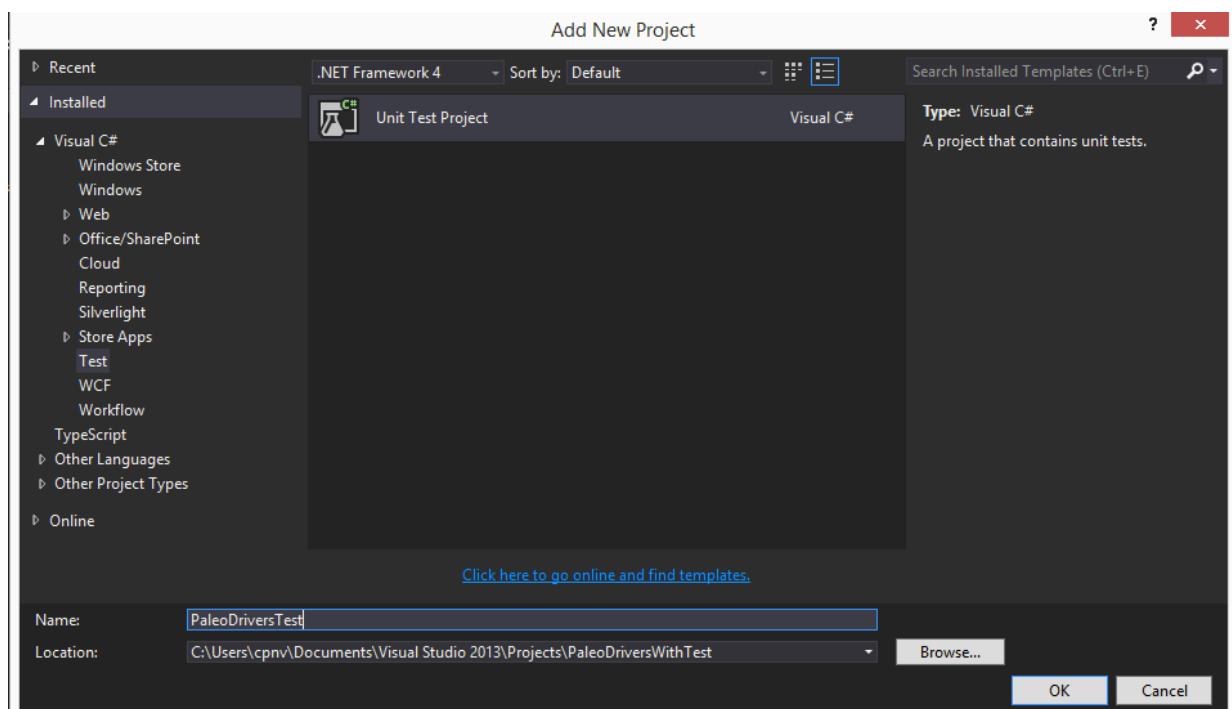 Add New Project
?
Recent
Installed
Visual C#
Windows Store
Windows
Web
Office/SharePoint
Cloud
Reporting
Silverlight
Store Apps
Test
WCF
Workflow
TypeScript
Other Languages
Other Project Types
Online
.NET Framework 4 Sort by: Default
C#
Unit Test Project Visual C#
Click here to go online and find templates.
Search Installed Templates (Ctrl+E)
Type: Visual C#
A project that contains unit tests.
Name: PaleoDriversTest
Location: C:\Users\cpnv\Documents\Visual Studio 2013\Projects\PaleoDriversWithTest Browse...
OK Cancel